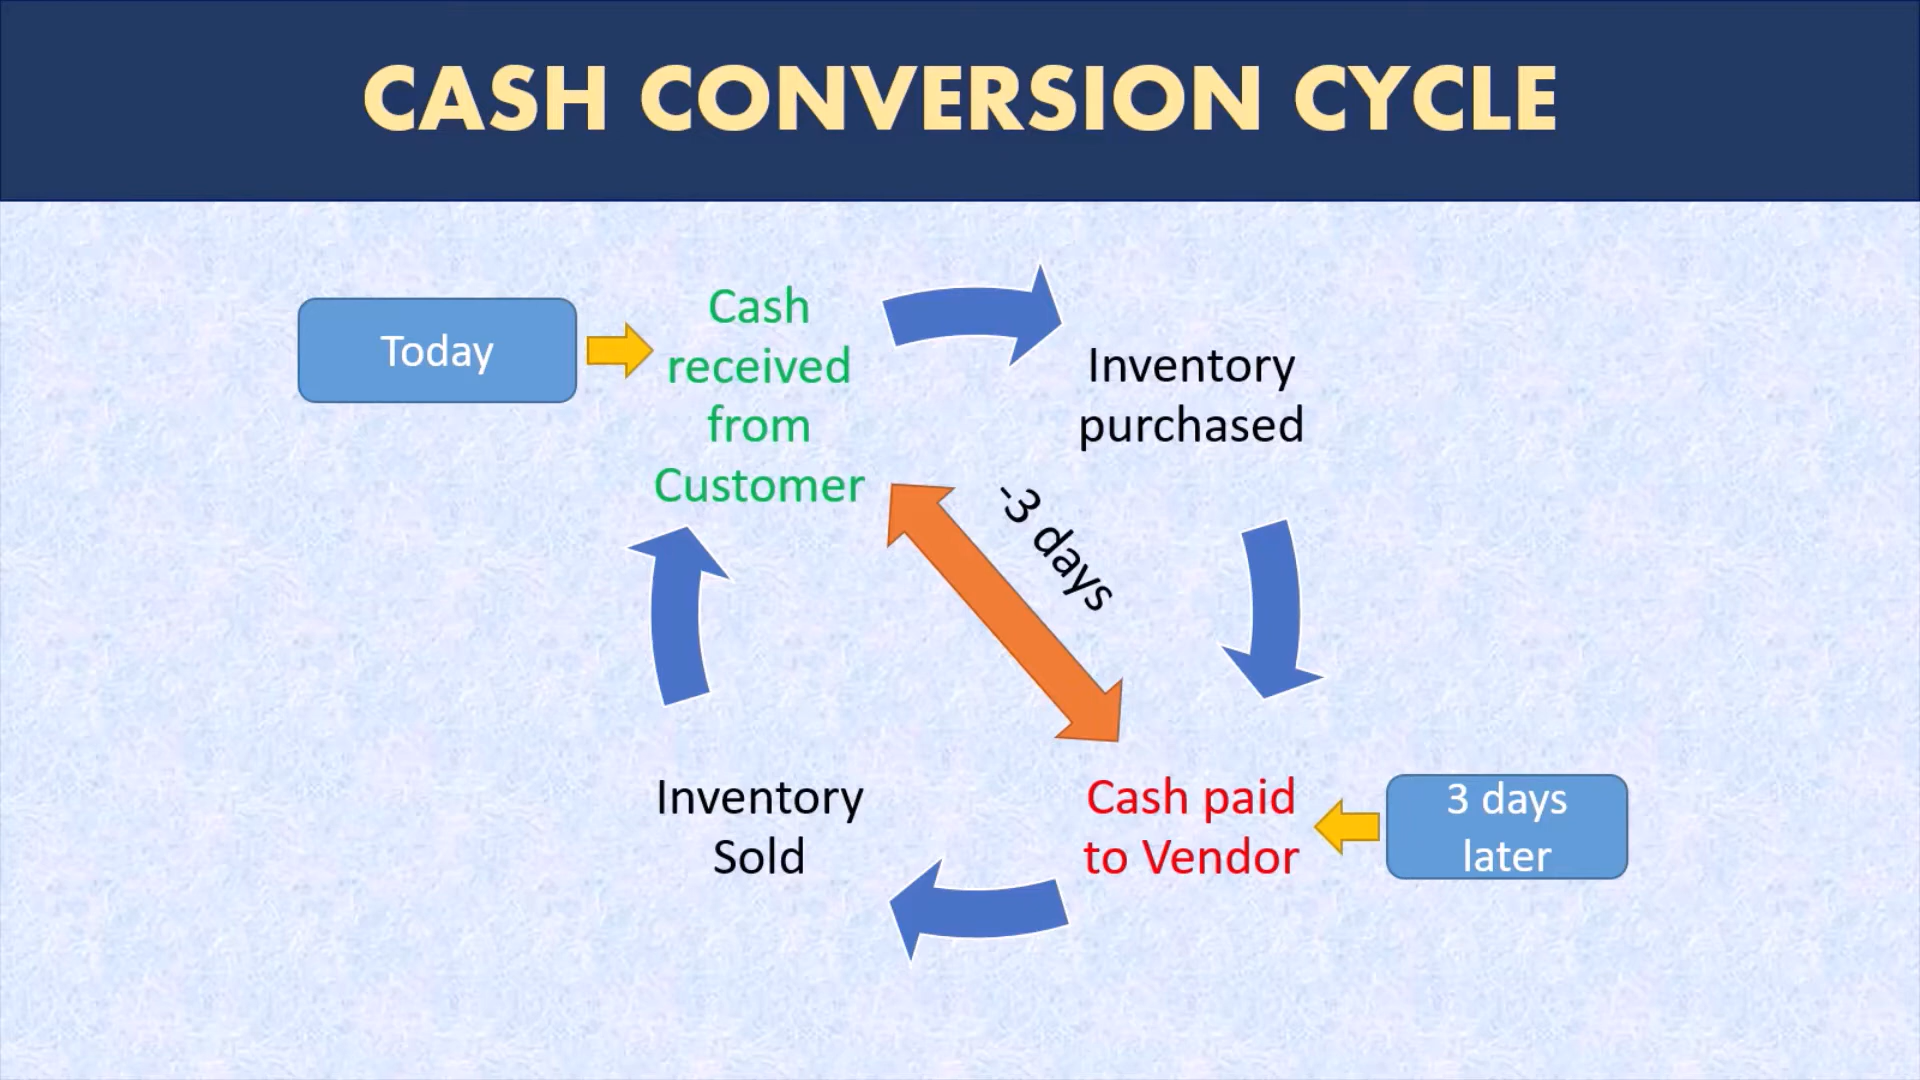 CASH CONVERSION CYCLE
Today
Cash
received
from
Customer
Inventory
purchased
-3 days
Inventory
Sold
Cash paid
to Vendor
3 days
later